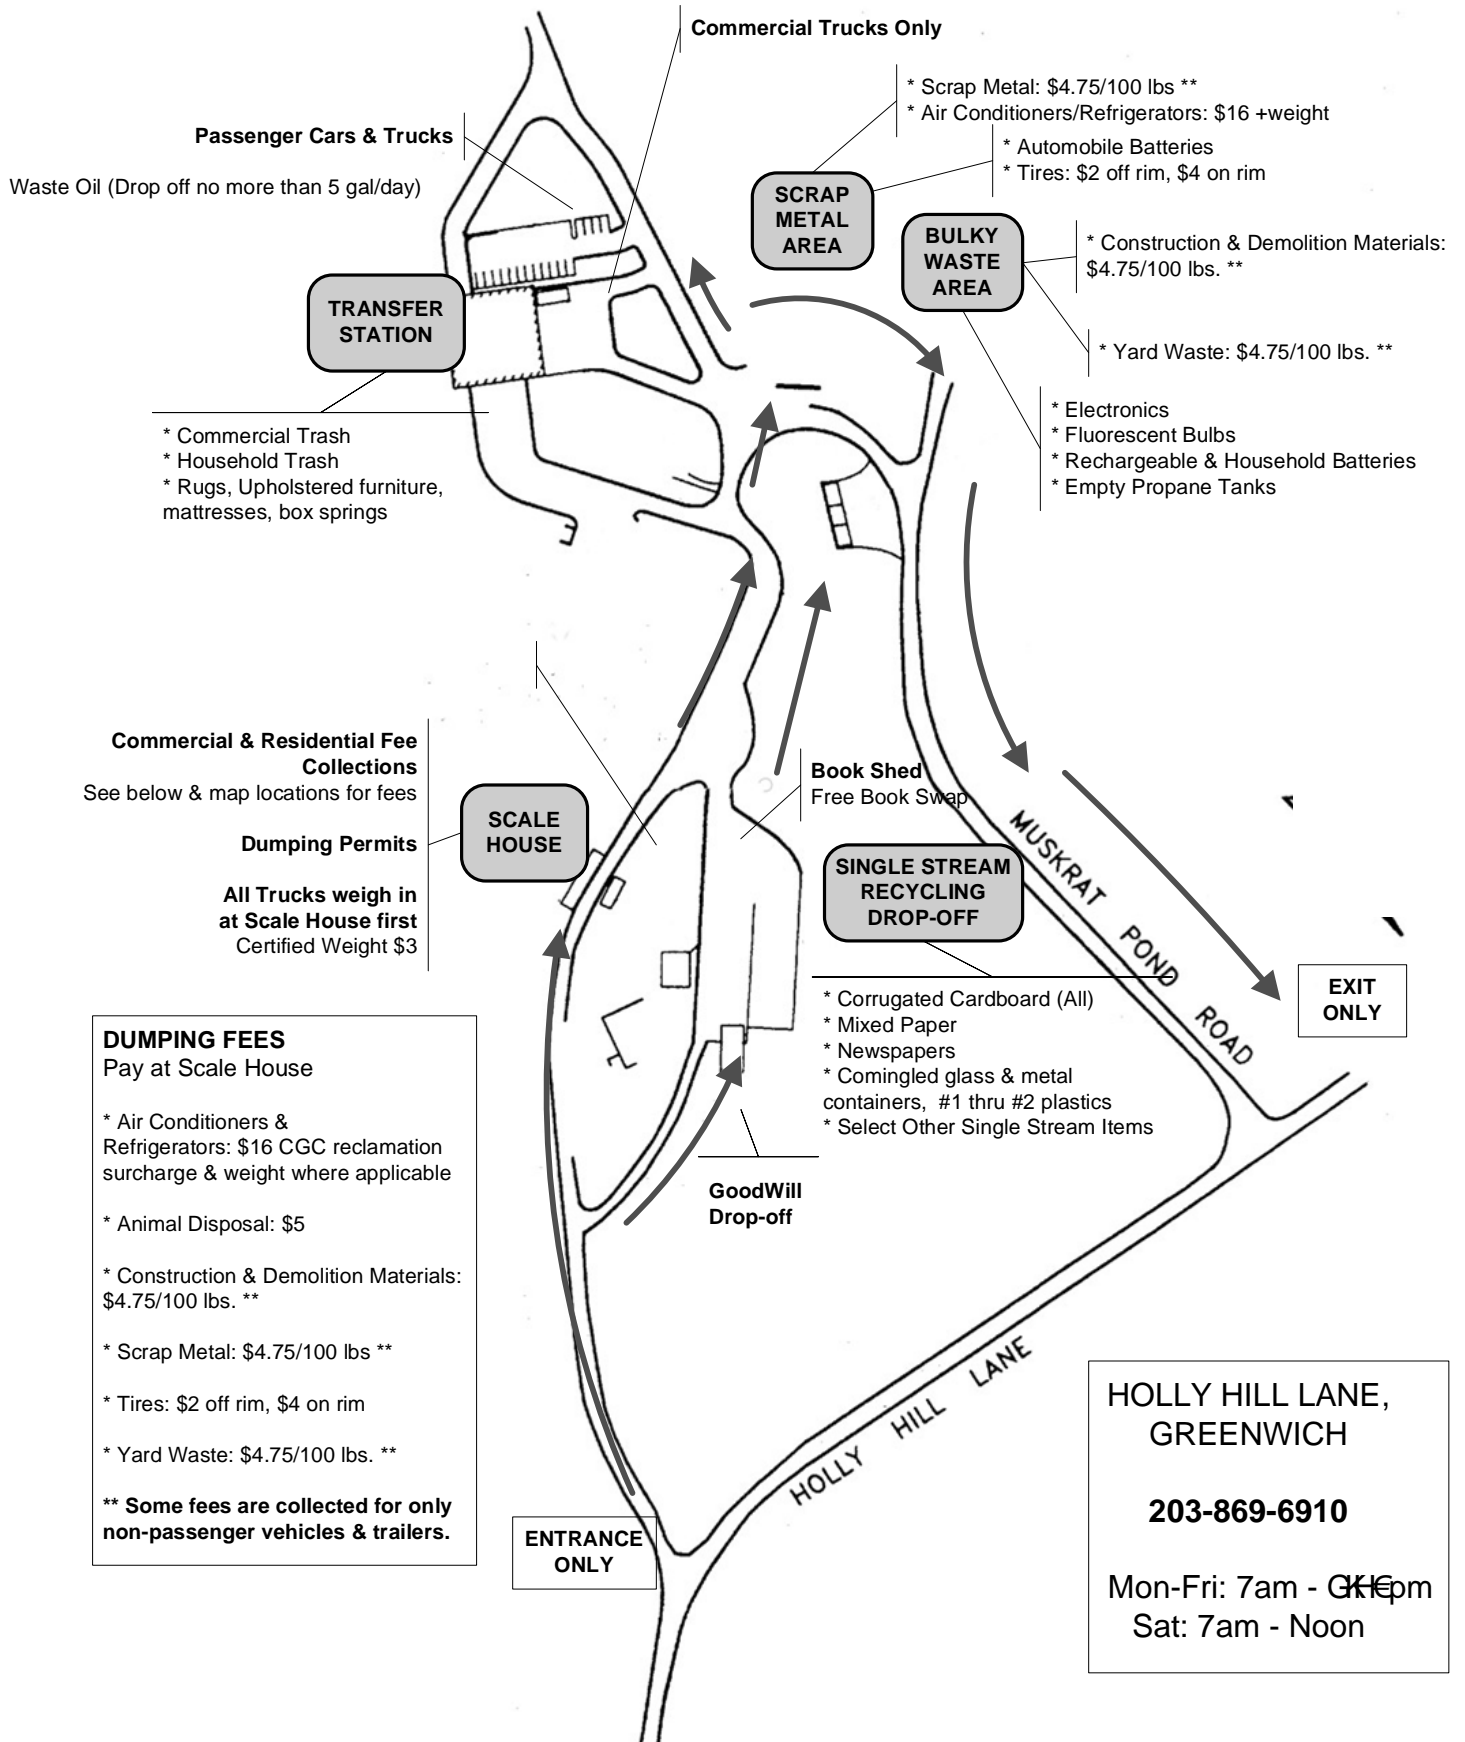 Commercial Trucks Only
* Scrap Metal: $4.75/100 lbs **
* Air Conditioners/Refrigerators: $16 +weight
Passenger Cars & Trucks
* Automobile Batteries
* Tires: $2 off rim, $4 on rim
Waste Oil (Drop off no more than 5 gal/day)
SCRAP
METAL
AREA
BULKY
WASTE
AREA
* Construction & Demolition Materials:
$4.75/100 lbs. **
TRANSFER
STATION
* Yard Waste: $4.75/100 lbs. **
* Electronics
* Fluorescent Bulbs
* Rechargeable & Household Batteries
* Empty Propane Tanks
* Commercial Trash
* Household Trash
* Rugs, Upholstered furniture,
mattresses, box springs
Commercial & Residential Fee
Collections
See below & map locations for fees
Dumping Permits
All Trucks weigh in
at Scale House first
Certified Weight $3
SCALE
HOUSE
Book Shed
Free Book Swap
SINGLE STREAM
RECYCLING
DROP-OFF
MUSKRAT POND ROAD
* Corrugated Cardboard (All)
* Mixed Paper
* Newspapers
* Comingled glass & metal
containers, #1 thru #2 plastics
* Select Other Single Stream Items
EXIT
ONLY
GoodWill
Drop-off
DUMPING FEES
Pay at Scale House
* Air Conditioners &
Refrigerators: $16 CGC reclamation
surcharge & weight where applicable
* Animal Disposal: $5
* Construction & Demolition Materials:
$4.75/100 lbs. **
* Scrap Metal: $4.75/100 lbs **
* Tires: $2 off rim, $4 on rim
* Yard Waste: $4.75/100 lbs. **
** Some fees are collected for only
non-passenger vehicles & trailers.
ENTRANCE
ONLY
HOLLY HILL LANE
HOLLY HILL LANE,
GREENWICH
203-869-6910
Mon-Fri: 7am - pm
Sat: 7am - Noon